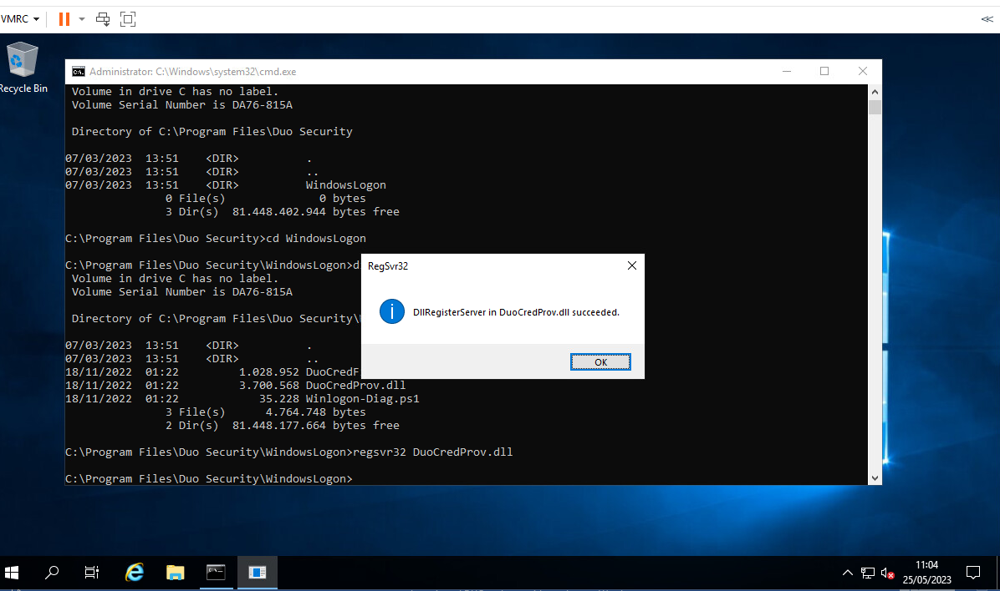 VMRC
Recycle Bin
Administrator: C:\Windows\system32\cmd.exe
Volume in drive C has no label.
Volume Serial Number is DA76-815A
Directory of C:\Program Files\Duo Security
07/03/2023  13:51    <DIR>          .
07/03/2023  13:51    <DIR>          ..
07/03/2023  13:51    <DIR>          WindowsLogon
0 File(s)              0 bytes
3 Dir(s)  81.448.402.944 bytes free
C:\Program Files\Duo Security>cd WindowsLogon
C:\Program Files\Duo Security\WindowsLogon>d
Volume in drive C has no label.
Volume Serial Number is DA76-815A
Directory of C:\Program Files\Duo Security\
07/03/2023  13:51    <DIR>          .
07/03/2023  13:51    <DIR>          ..
18/11/2022  01:22         1.028.952 DuoCredF
18/11/2022  01:22         3.700.568 DuoCredProv.dll
18/11/2022  01:22            35.228 Winlogon-Diag.ps1
3 File(s)      4.764.748 bytes
2 Dir(s)  81.448.177.664 bytes free
C:\Program Files\Duo Security\WindowsLogon>regsvr32 DuoCredProv.dll
C:\Program Files\Duo Security\WindowsLogon>
RegSvr32
DllRegisterServer in DuoCredProv.dll succeeded.
OK
11:04
25/05/2023